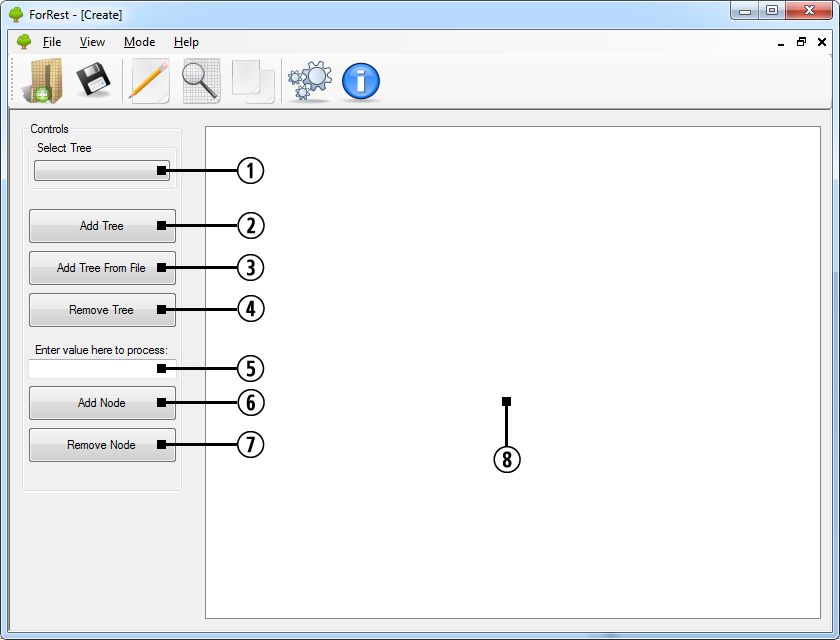 ForRest - [Create]
File View Mode Help
Controls
Select Tree
1
Add Tree
2
Add Tree From File
3
Remove Tree
4
Enter value here to process:
5
Add Node
6
Remove Node
7
8